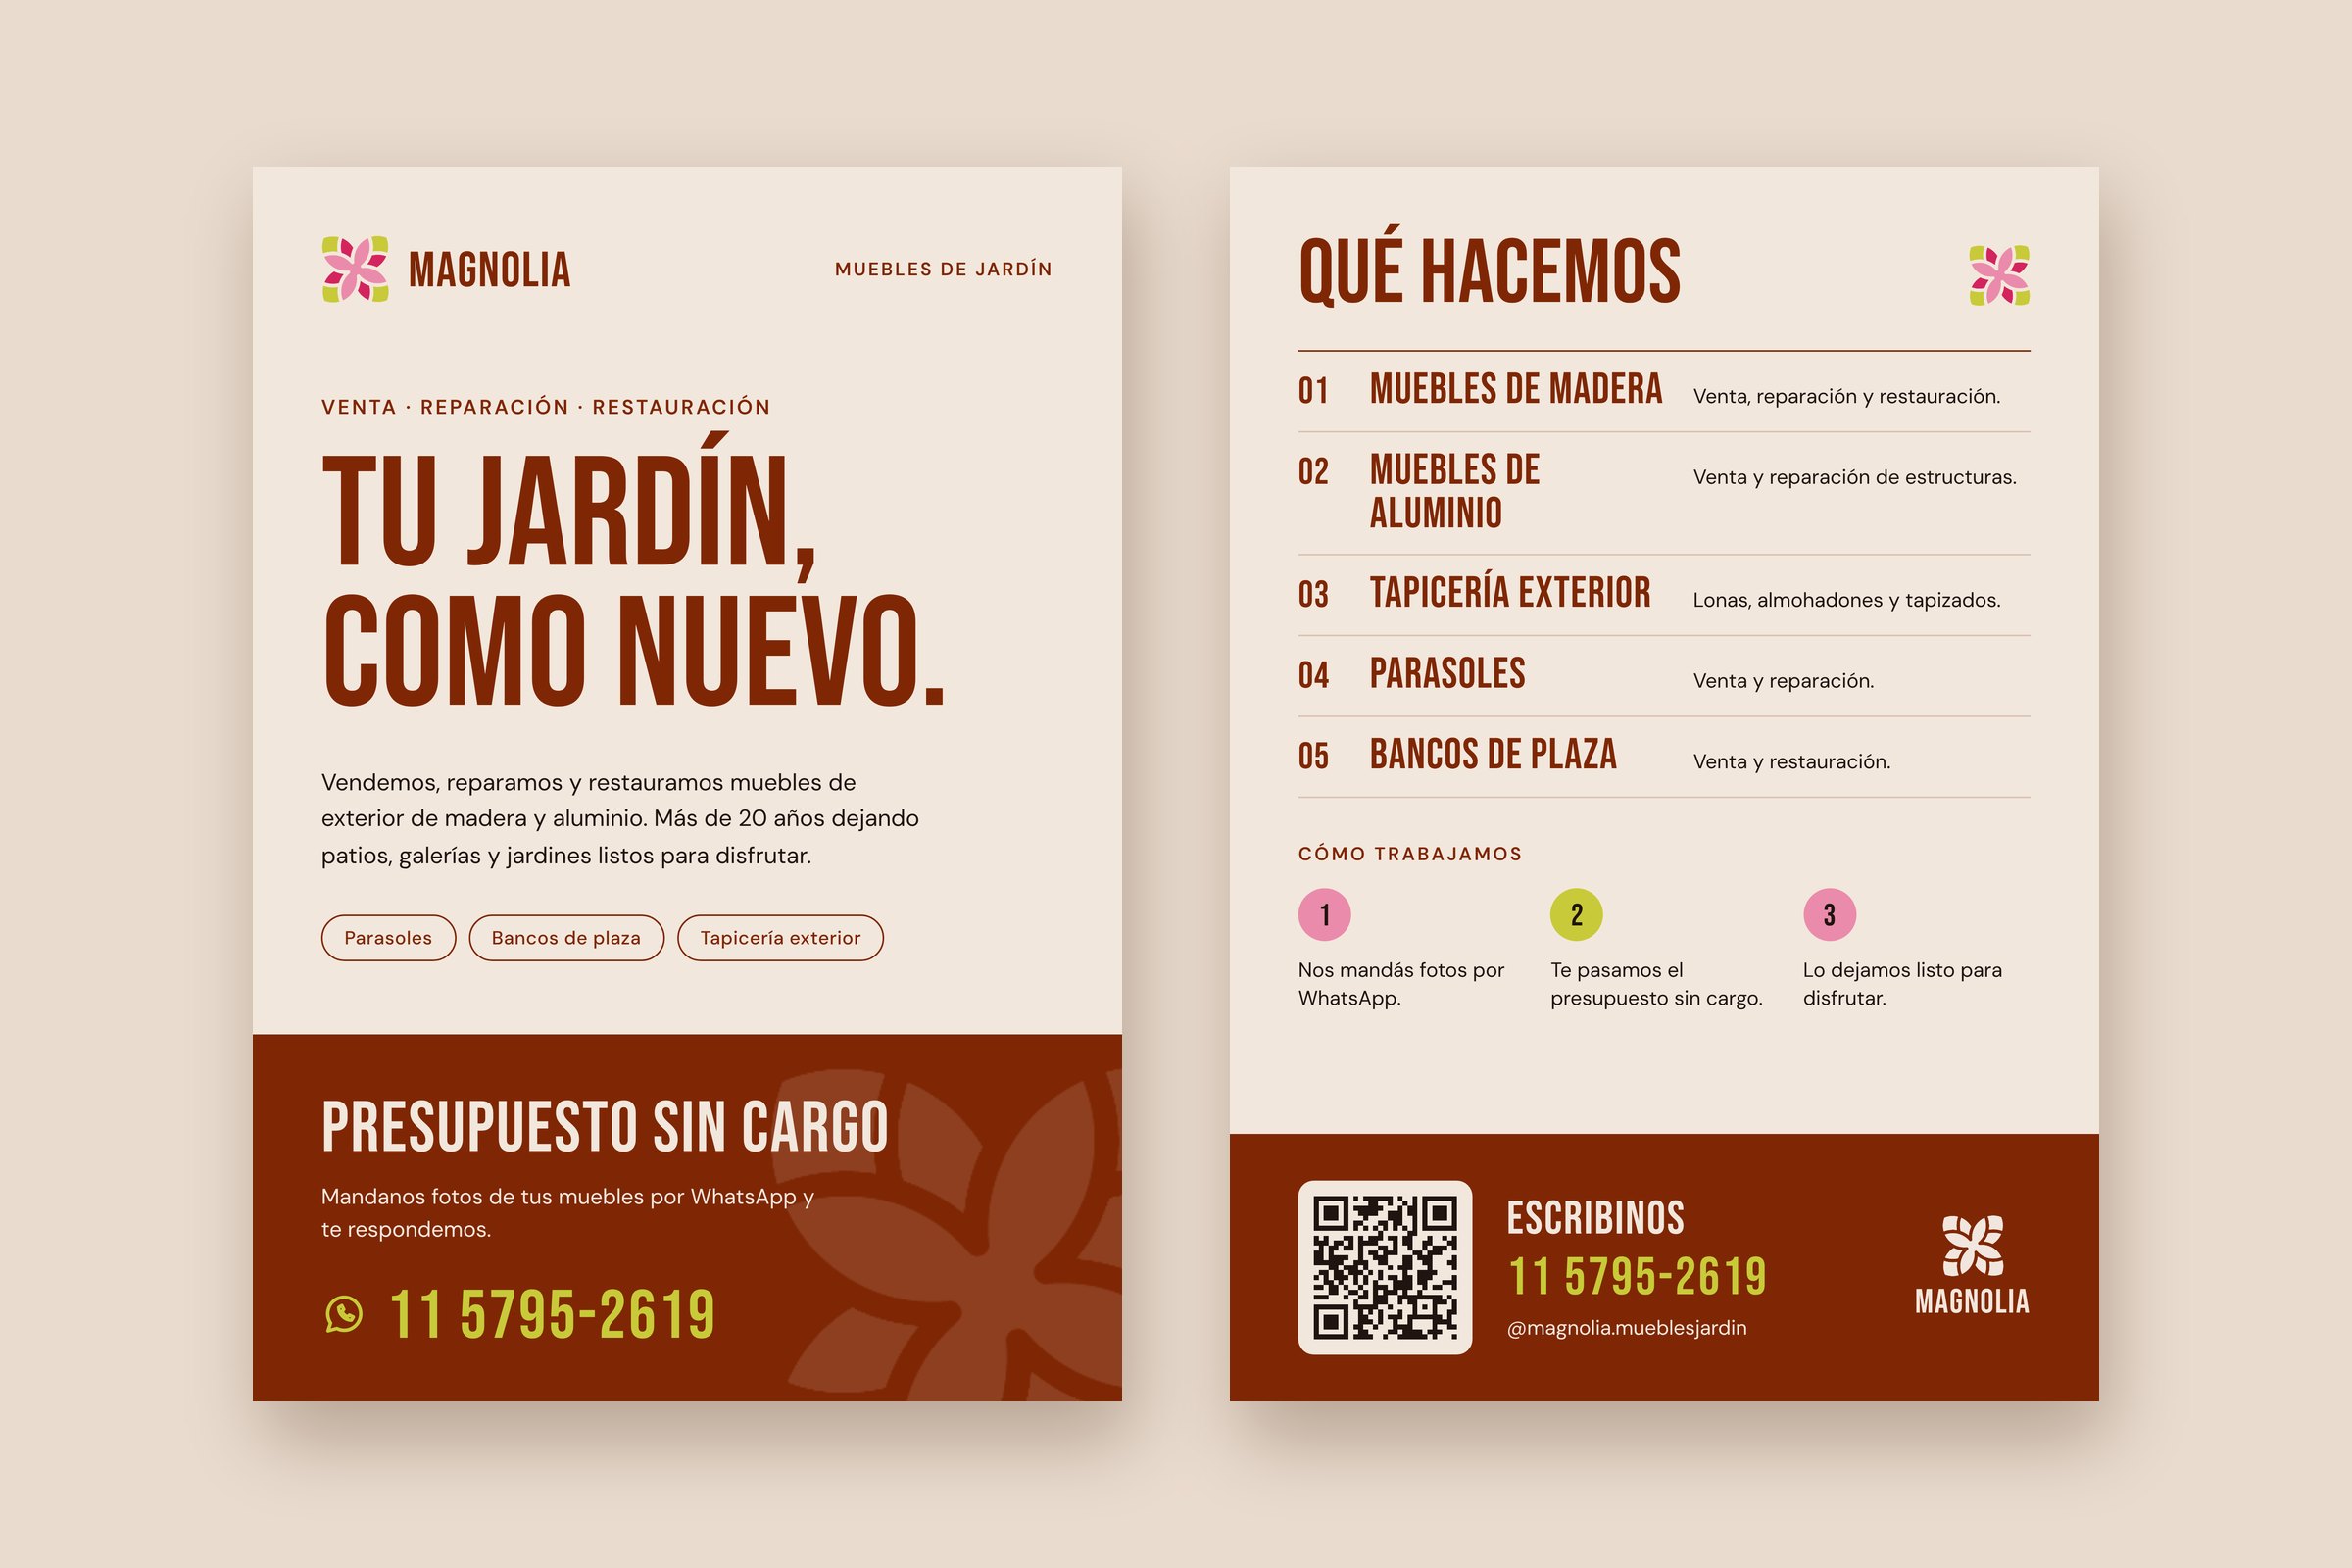 MAGNOLIA
MUEBLES DE JARDÍN
VENTA · REPARACIÓN · RESTAURACIÓN
TU JARDÍN,
COMO NUEVO.
Vendemos, reparamos y restauramos muebles de
exterior de madera y aluminio. Más de 20 años dejando
patios, galerías y jardines listos para disfrutar.
Parasoles
Bancos de plaza
Tapicería exterior
PRESUPUESTO SIN CARGO
Mandanos fotos de tus muebles por WhatsApp y
te respondemos.
11 5795-2619
QUÉ HACEMOS
01 MUEBLES DE MADERA Venta, reparación y restauración.
02 MUEBLES DE Venta y reparación de estructuras.
ALUMINIO
03 TAPICERÍA EXTERIOR Lonas, almohadones y tapizados.
04 PARASOLES Venta y reparación.
05 BANCOS DE PLAZA Venta y restauración.
CÓMO TRABAJAMOS
1
Nos mandás fotos por
WhatsApp.
2
Te pasamos el
presupuesto sin cargo.
3
Lo dejamos listo para
disfrutar.
ESCRIBINOS
11 5795-2619
@magnolia.mueblesjardin
MAGNOLIA